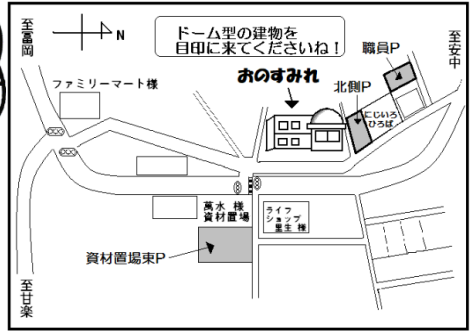 至富岡
N
ドーム型の建物を
目印に来てくださいね！
職員P
至安中
ファミリーマート様
おのすみれ
北側P
にじいろ
ひろば
萬水 様
資材置場
ライフ
ショップ
里生 様
資材置場東P
至甘楽